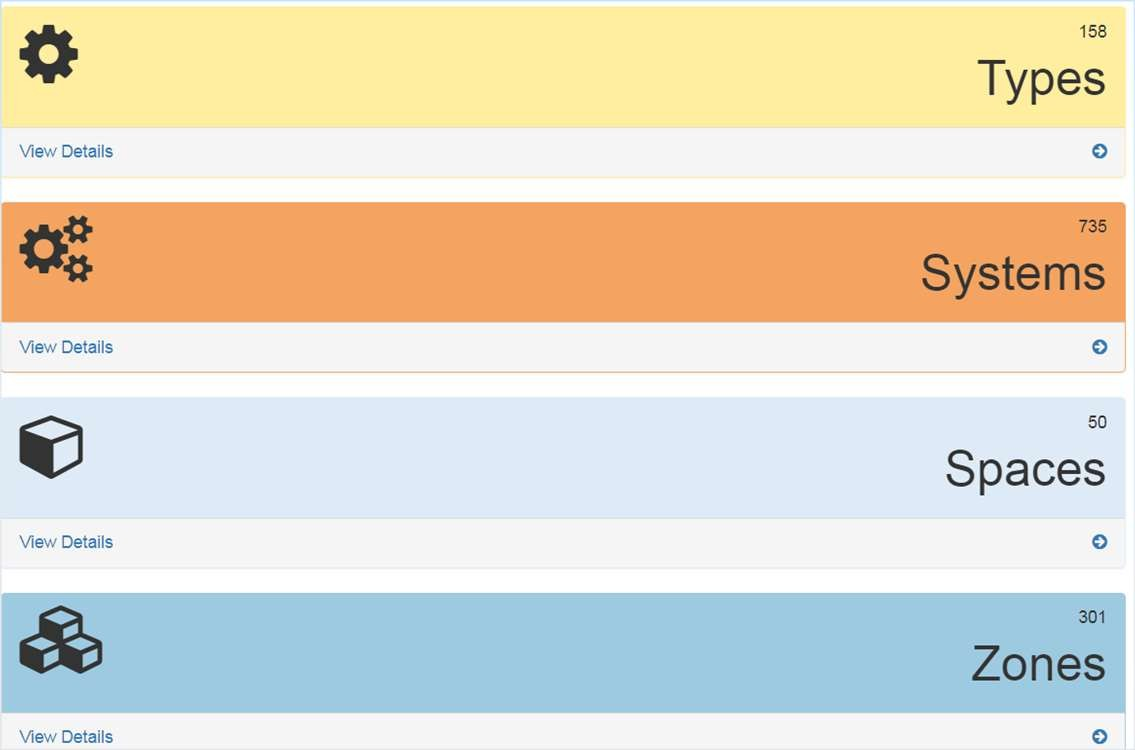 158
Types
View Details
735
Systems
View Details
50
Spaces
View Details
301
Zones
View Details